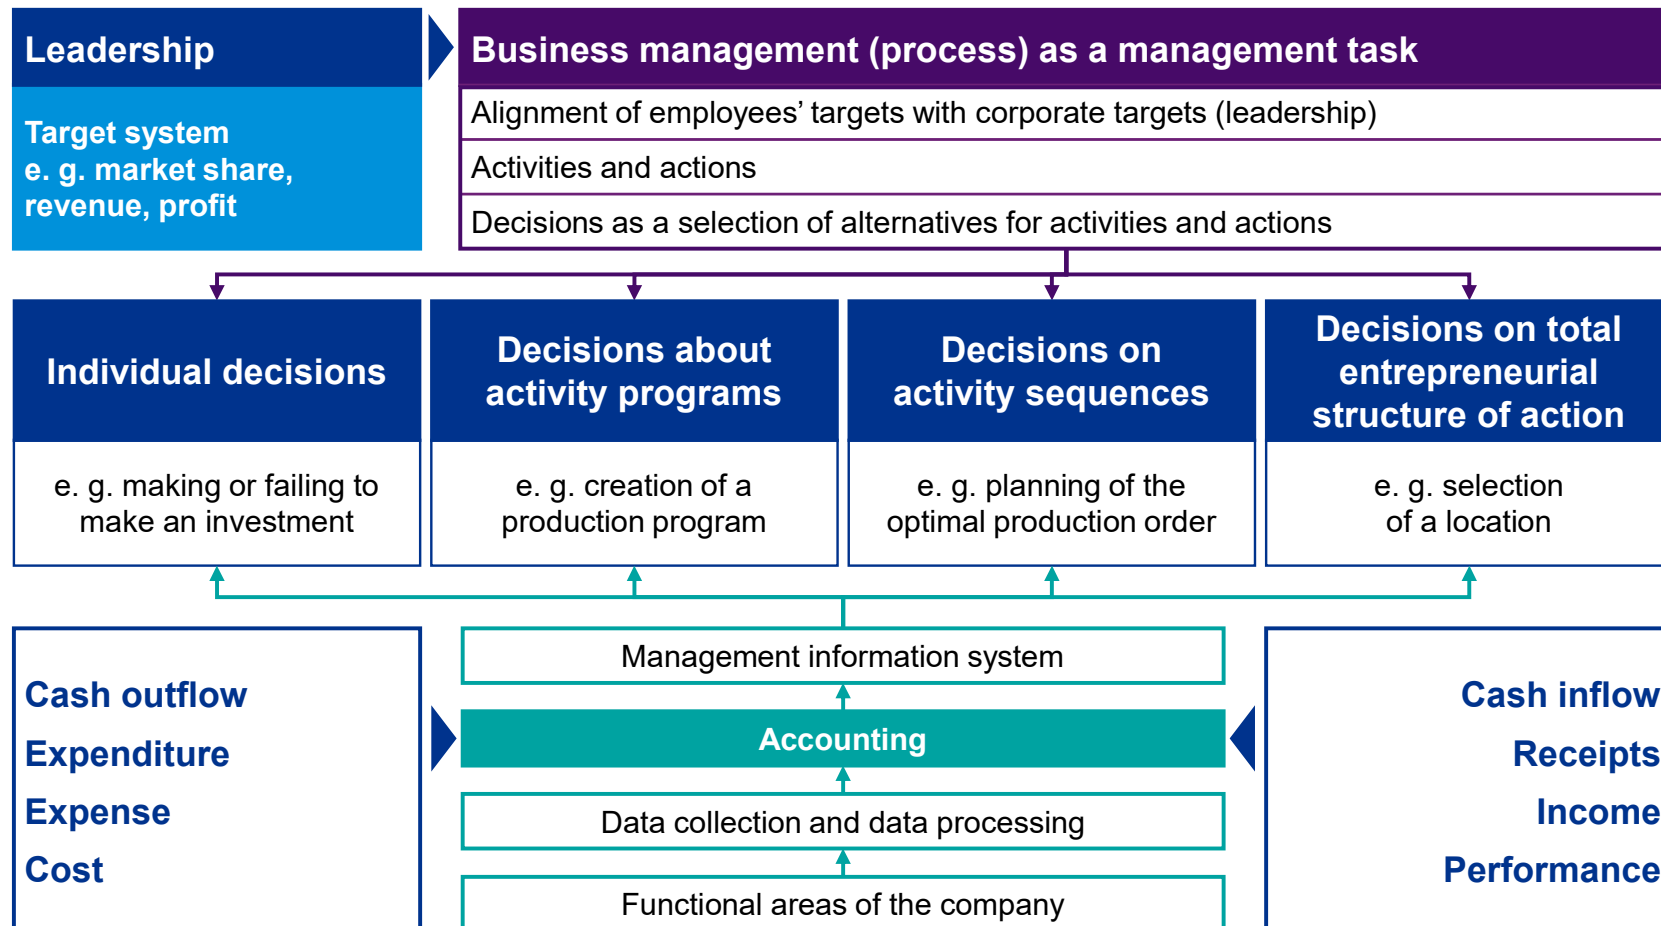 Leadership
Business management (process) as a management task
Target system
e. g. market share,
revenue, profit
Alignment of employees’ targets with corporate targets (leadership)
Activities and actions
Decisions as a selection of alternatives for activities and actions
Individual decisions
Decisions about
activity programs
Decisions on
activity sequences
Decisions on total
entrepreneurial
structure of action
e. g. making or failing to
make an investment
e. g. creation of a
production program
e. g. planning of the
optimal production order
e. g. selection
of a location
Cash outflow
Expenditure
Expense
Cost
Management information system
Accounting
Data collection and data processing
Functional areas of the company
Cash inflow
Receipts
Income
Performance